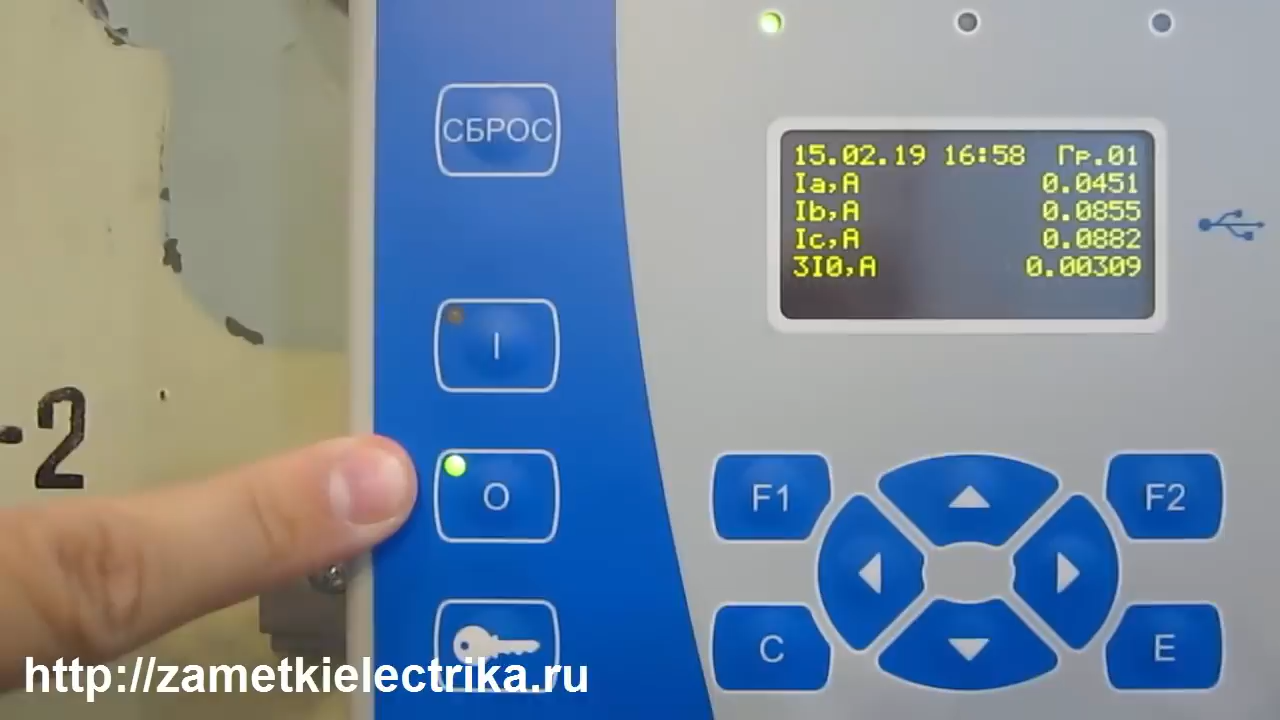 СБРОС
15.02.19 16:58 Гр.01
Ia,A 0.0451
Ib,A 0.0855
Ic,A 0.0882
3I0,A 0.00309
I
-2
O
F1
F2
C
E
http://zametkielectrika.ru